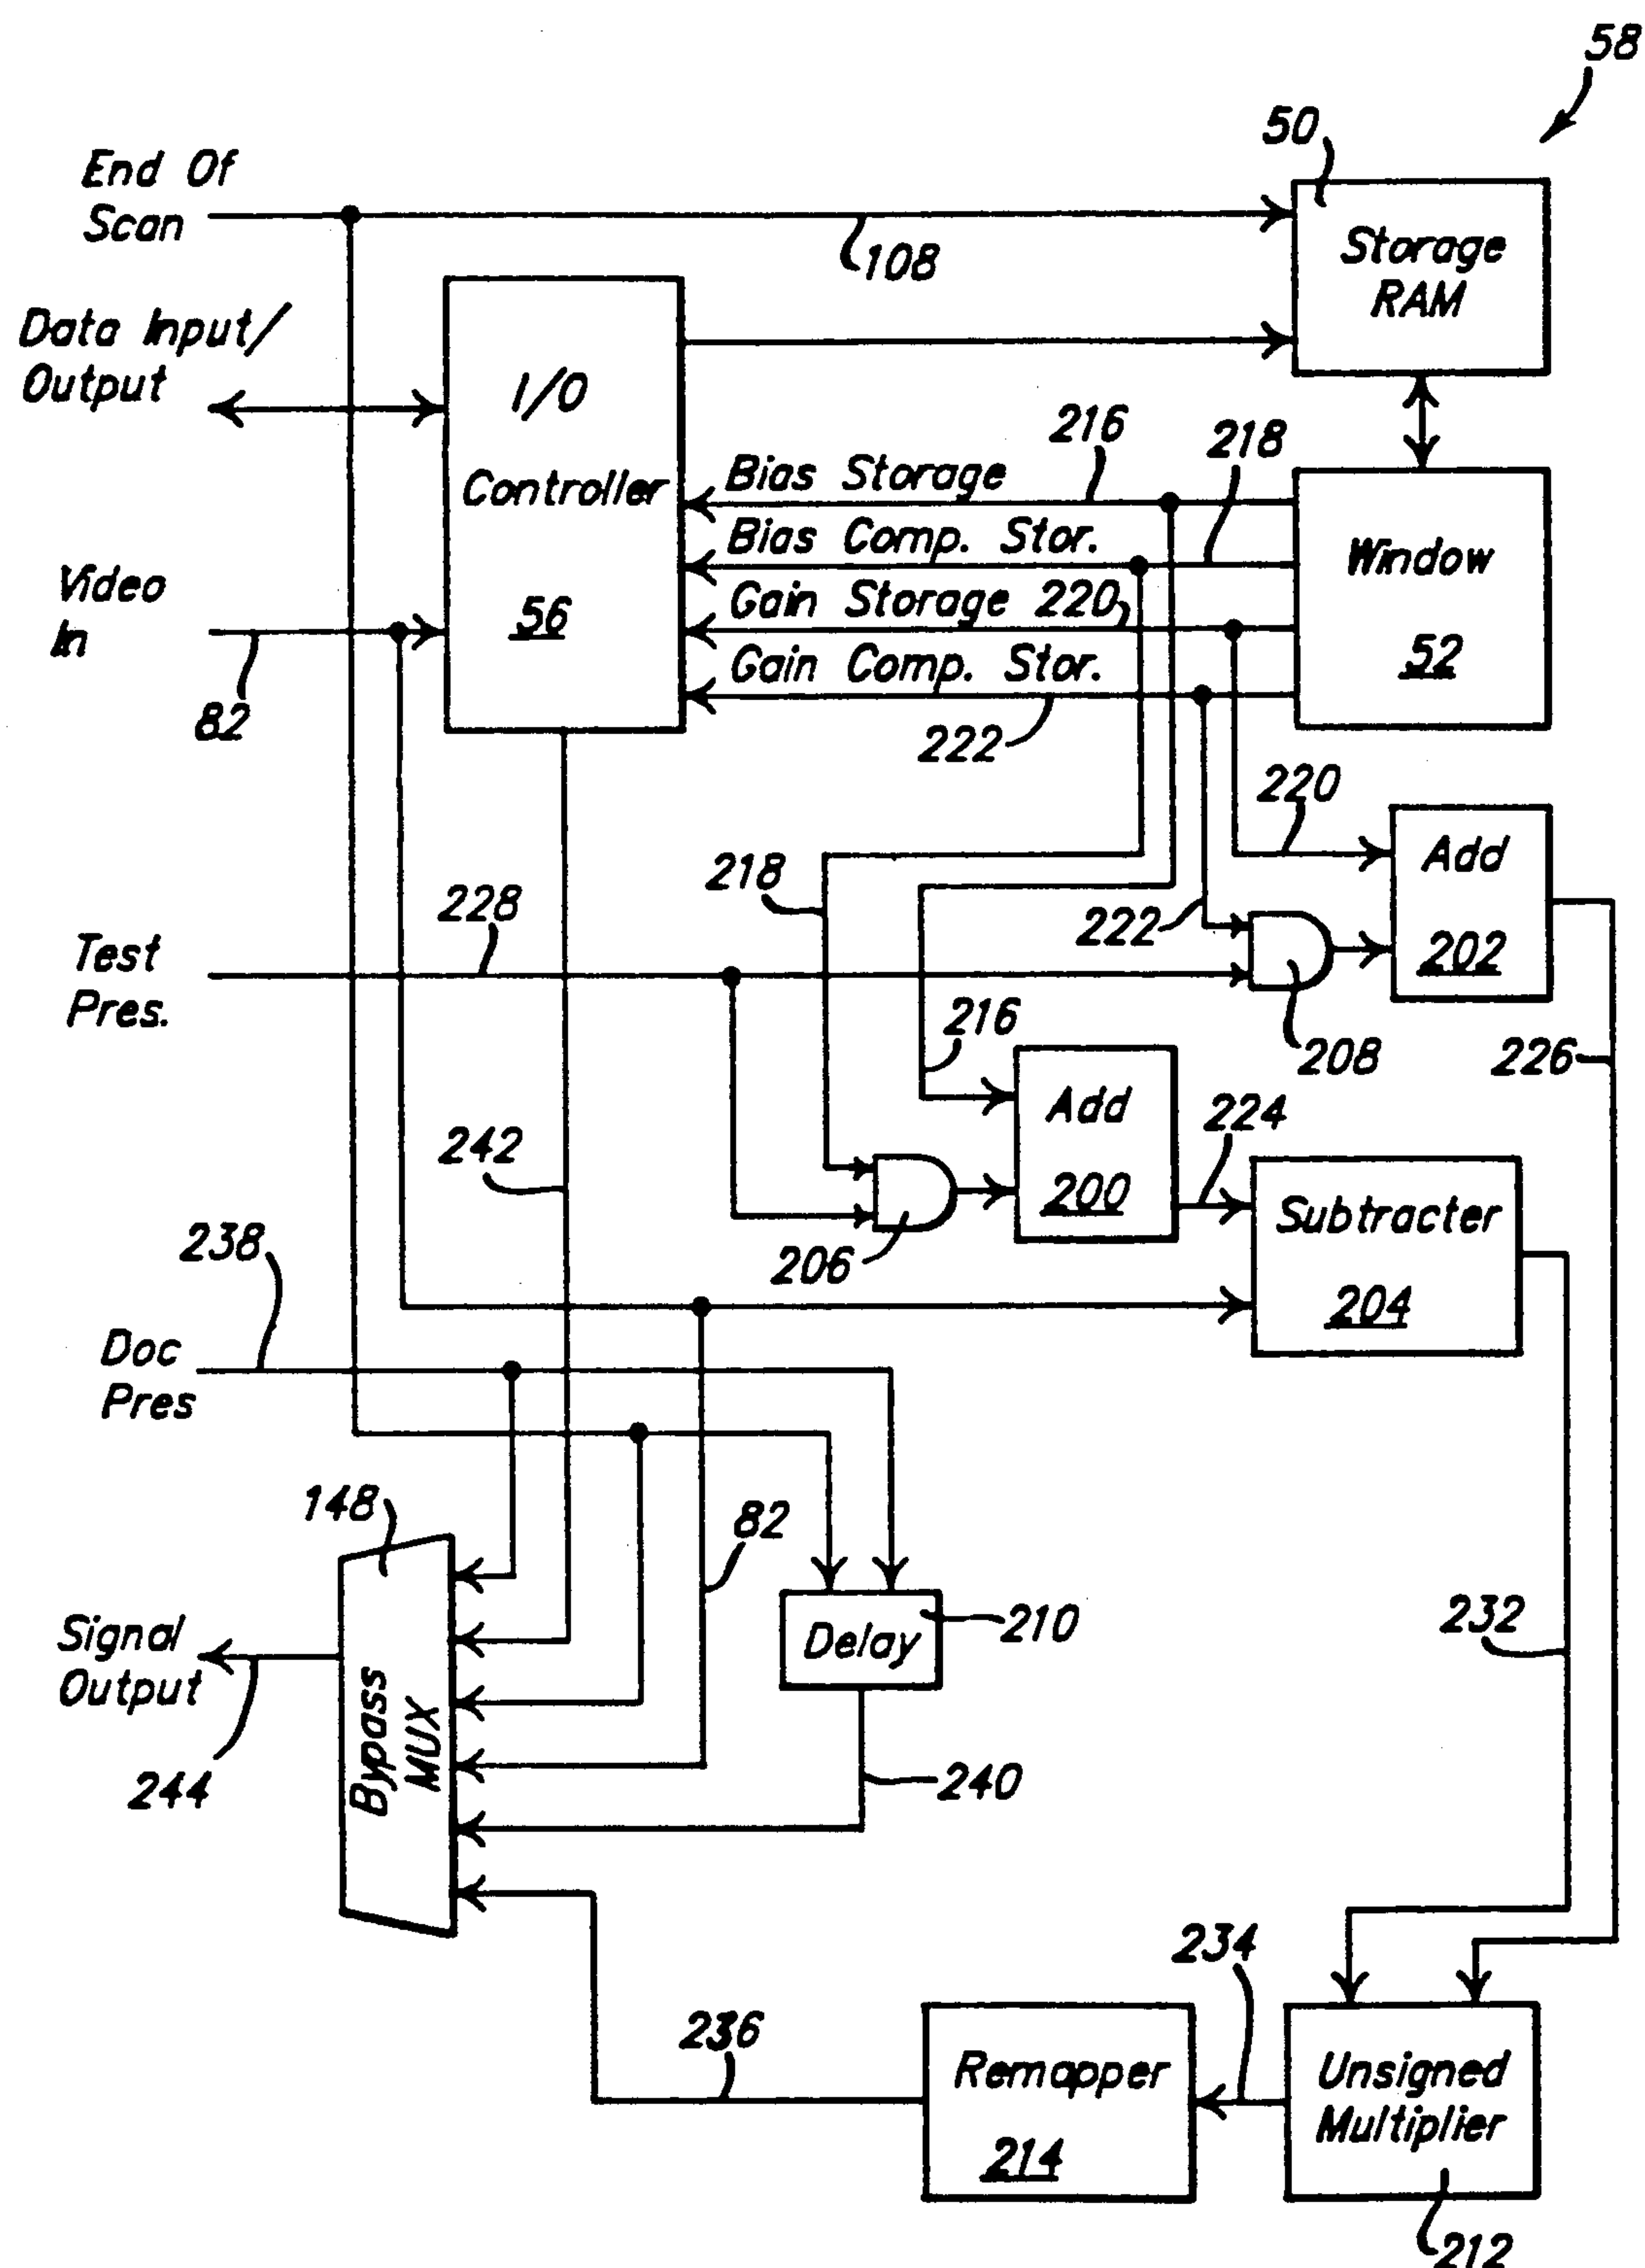 58
50
End Of
Scan
108
Storage
RAM
Data Input/
Output
I/O
Controller
56
216
218
Bias Storage
Bias Comp. Stor.
Gain Storage 220
Gain Comp. Stor.
222
Window
52
Video
In
82
220
Add
202
218
228
222
Test
Pres.
208
226
216
Add
200
224
242
206
Subtracter
204
238
Doc
Pres
148
82
Delay
210
232
Signal
Output
Bypass
MUX
244
240
234
236
Remapper
214
Unsigned
Multiplier
212